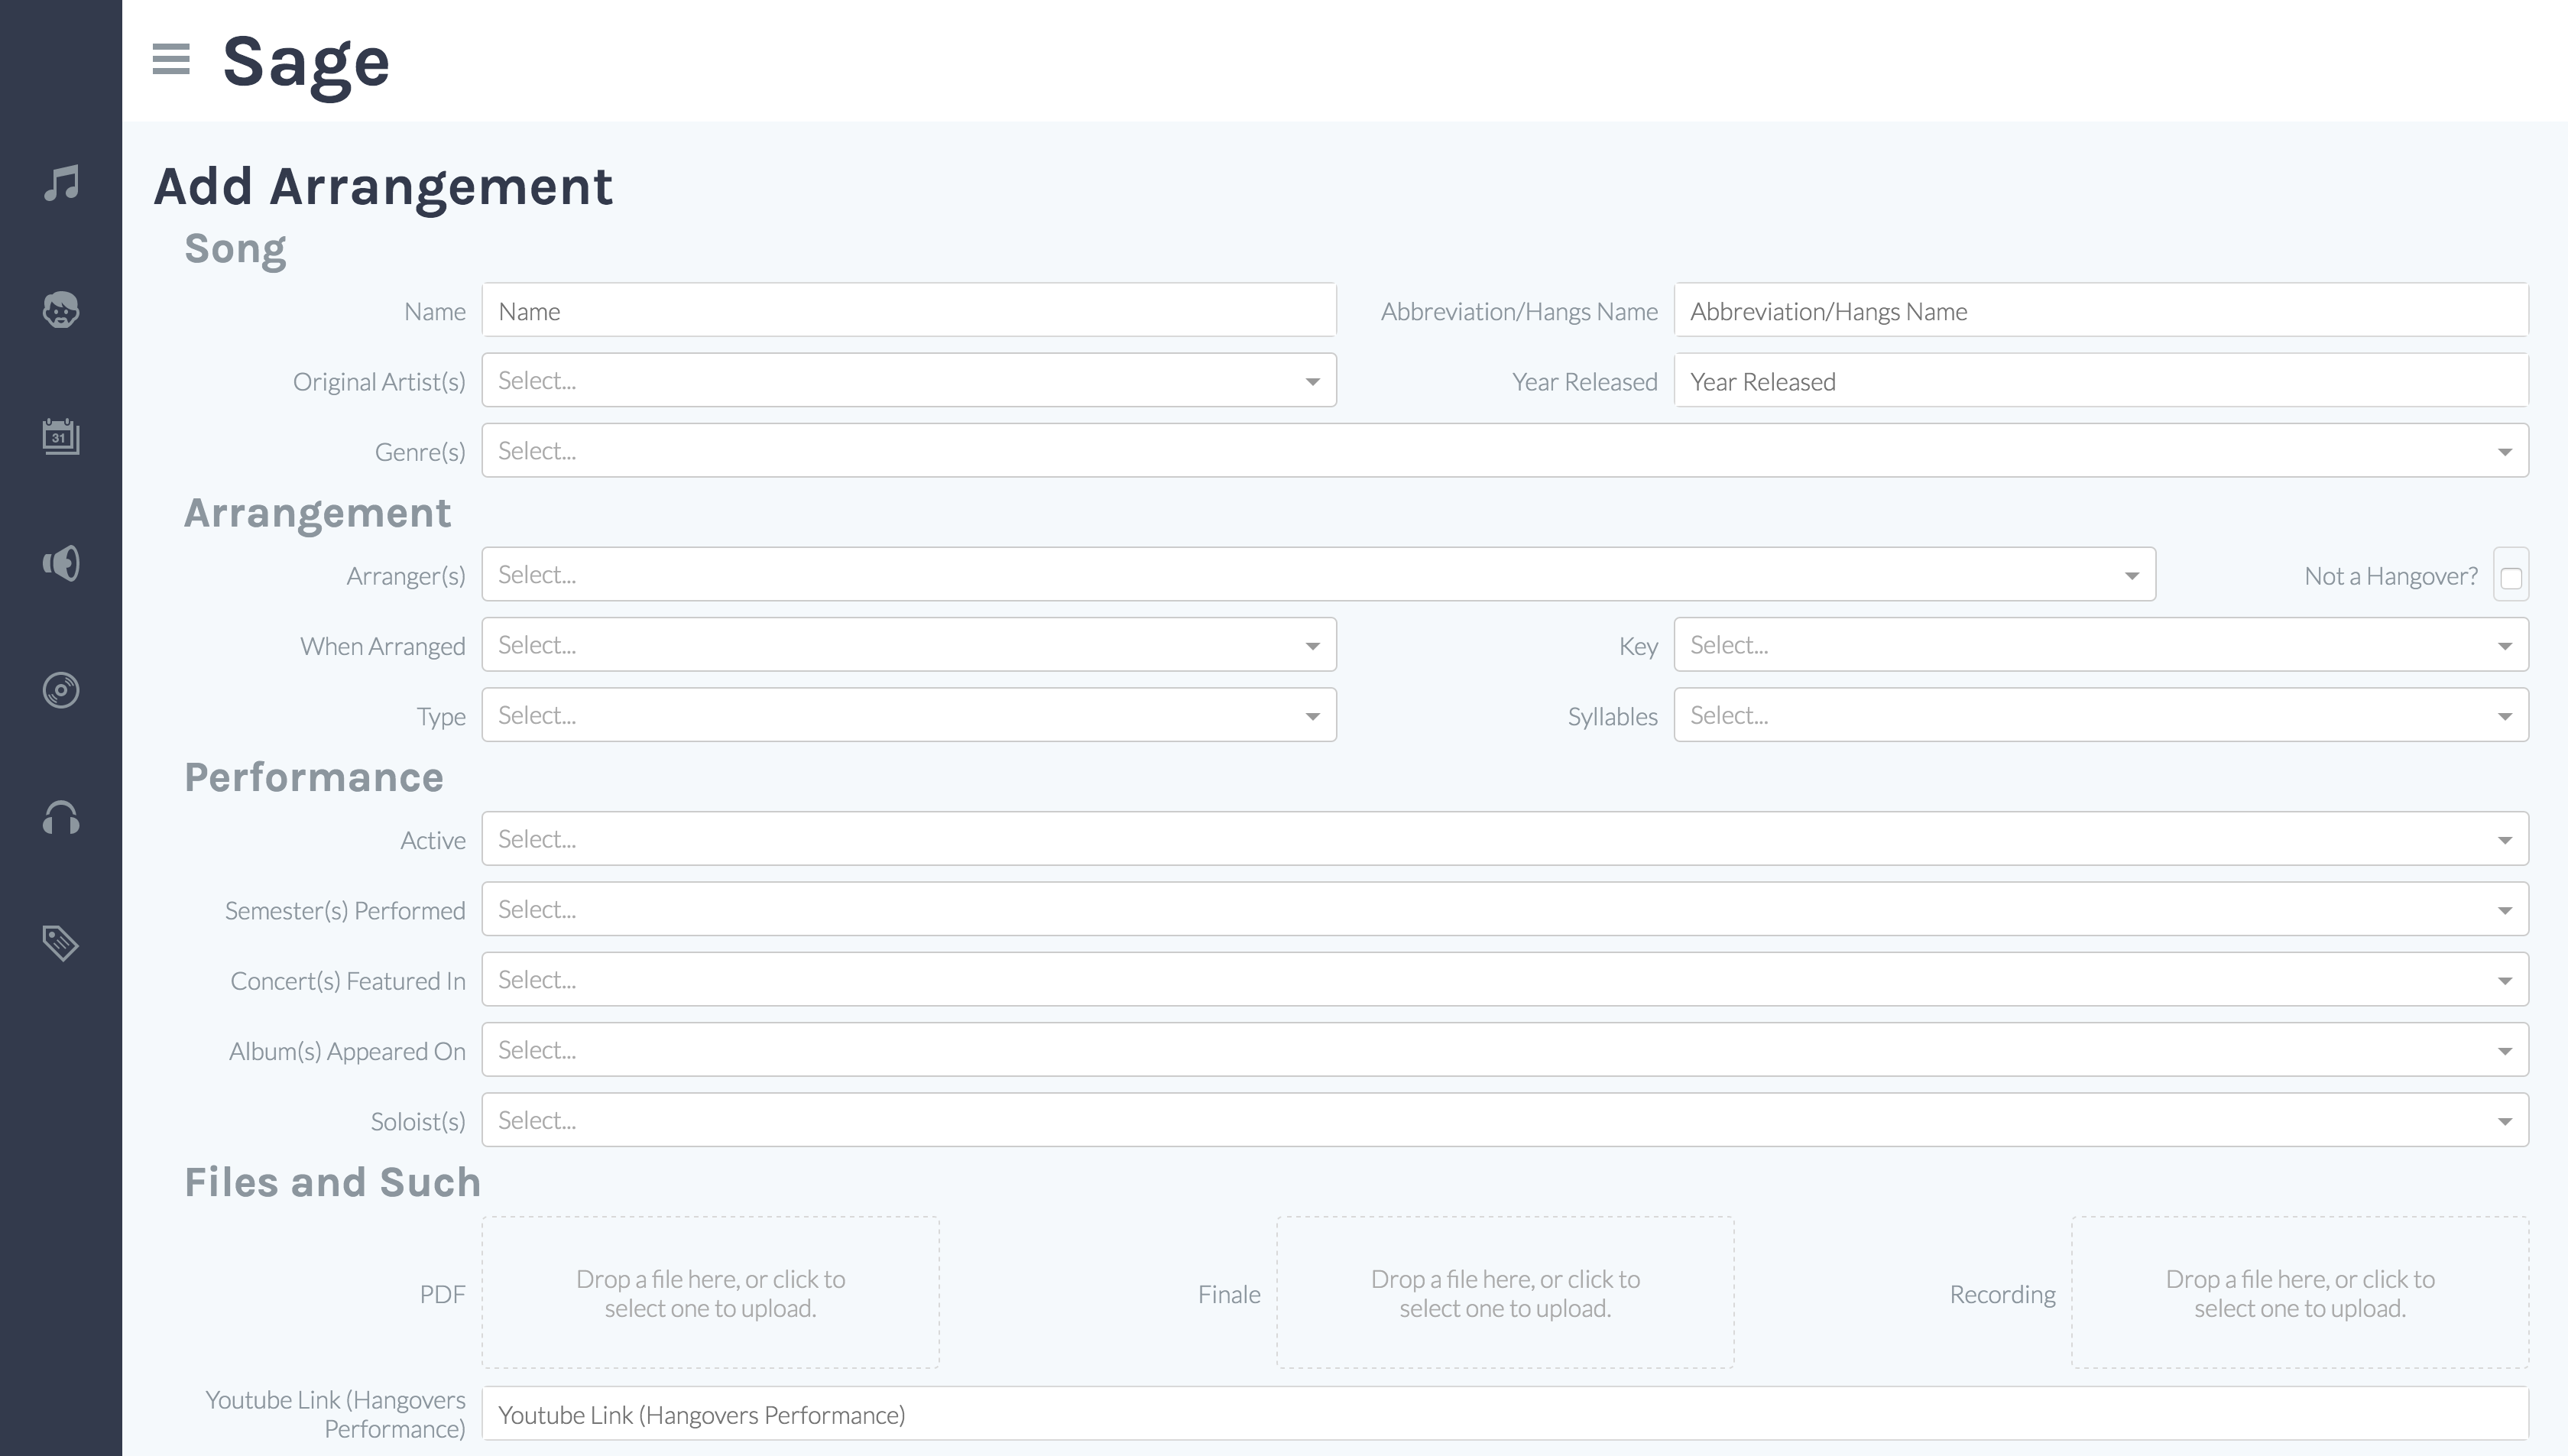 Sage
Add Arrangement
Song
Name Name Abbreviation/Hangs Name Abbreviation/Hangs Name
Original Artist(s) Select... Year Released Year Released
Genre(s) Select...
Arrangement
Arranger(s) Select... Not a Hangover?
When Arranged Select... Key Select...
31
Type Select... Syllables Select...
Performance
Active Select...
Semester(s) Performed Select...
Concert(s) Featured In Select...
Album(s) Appeared On Select...
Soloist(s) Select...
Files and Such
PDF
Drop a file here, or click to
select one to upload.
Finale
Drop a file here, or click to
select one to upload.
Recording
Drop a file here, or click to
select one to upload.
Youtube Link (Hangovers
Performance)
Youtube Link (Hangovers Performance)